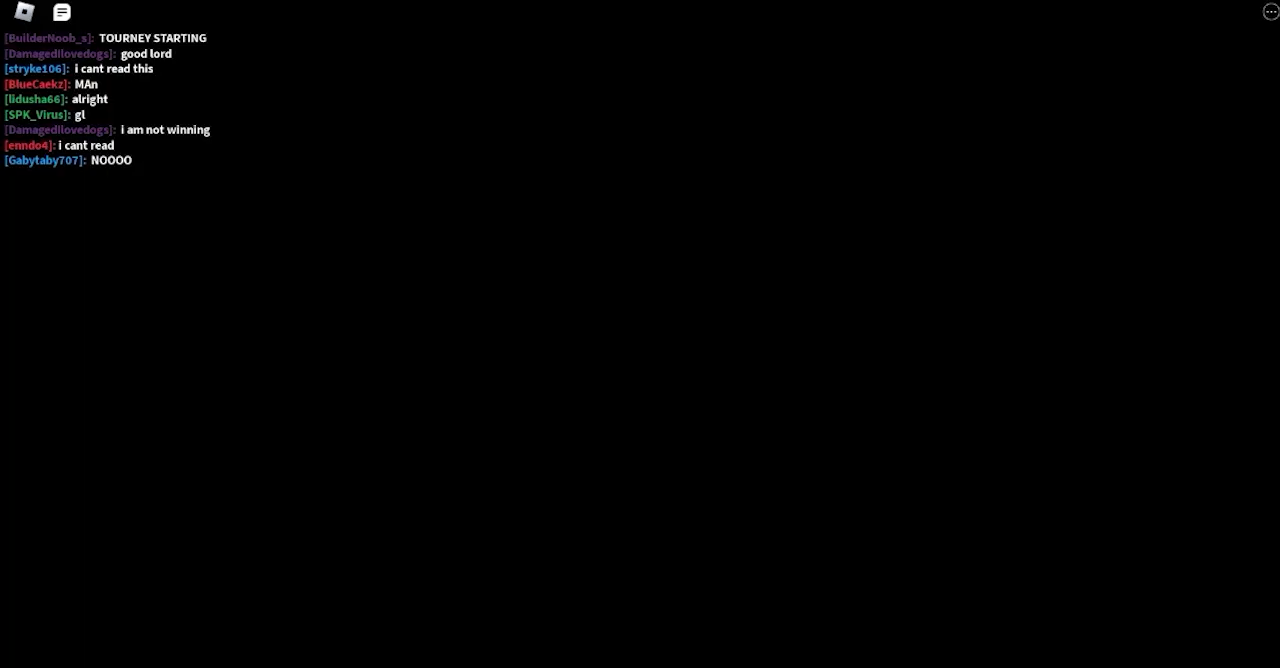 [BuilderNoob_s]: TOURNEY STARTING
[DamagedIlovedogs]: good lord
[stryke106]: i cant read this
[BlueCaekz]: MAn
[lidusha66]: alright
[SPK_Virus]: gl
[DamagedIlovedogs]: i am not winning
[enndo4]: i cant read
[Gabytaby707]: NOOOO